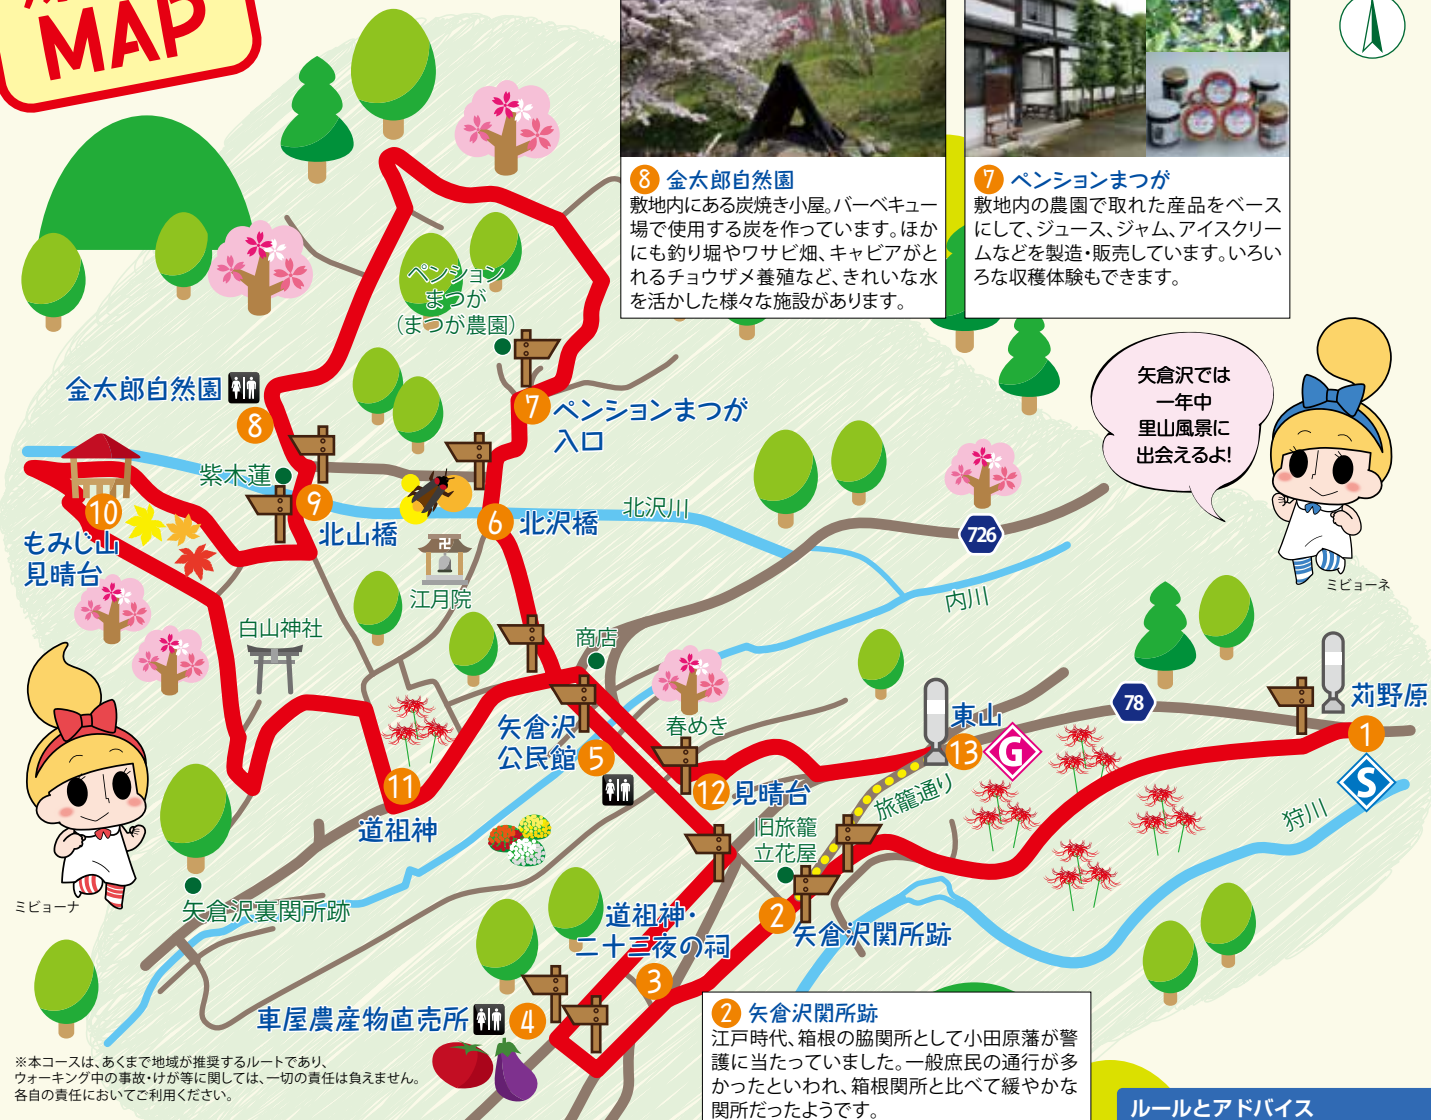 MAP
8 金太郎自然園
敷地内にある炭焼き小屋。バーベキュー
場で使用する炭を作っています。ほか
にも釣り堀やワサビ畑、キャビアがと
れるチョウザメ養殖など、きれいな水
を活かした様々な施設があります。
7 ペンションまつが
敷地内の農園で取れた産品をベース
にして、ジュース、ジャム、アイスクリー
ムなどを製造・販売しています。いろい
ろな収穫体験もできます。
矢倉沢では
一年中
里山風景に
出会えるよ!
ミビョーネ
ペンション
まつが
(まつが農園)
金太郎自然園
8
7 ペンションまつが
入口
紫木蓮
9
北山橋
10
もみじ山
見晴台
6 北沢橋
北沢川
726
内川
卍
江月院
白山神社
商店
矢倉沢
公民館 5
春めき
東山
13 G
78
苅野原
1
S
狩川
12 見晴台
旅籠通り
旧旅籠
立花屋
11
道祖神
ミビョーナ
矢倉沢裏関所跡
道祖神・
二十三夜の祠
3
2
矢倉沢関所跡
車屋農産物直売所 4
2 矢倉沢関所跡
江戸時代、箱根の脇関所として小田原藩が警
護に当たっていました。一般庶民の通行が多
かったといわれ、箱根関所と比べて緩やかな
関所だったようです。
※本コースは、あくまで地域が推奨するルートであり、
ウォーキング中の事故・けが等に関しては、一切の責任は負えません。
各自の責任においてご利用ください。
ルールとアドバイス